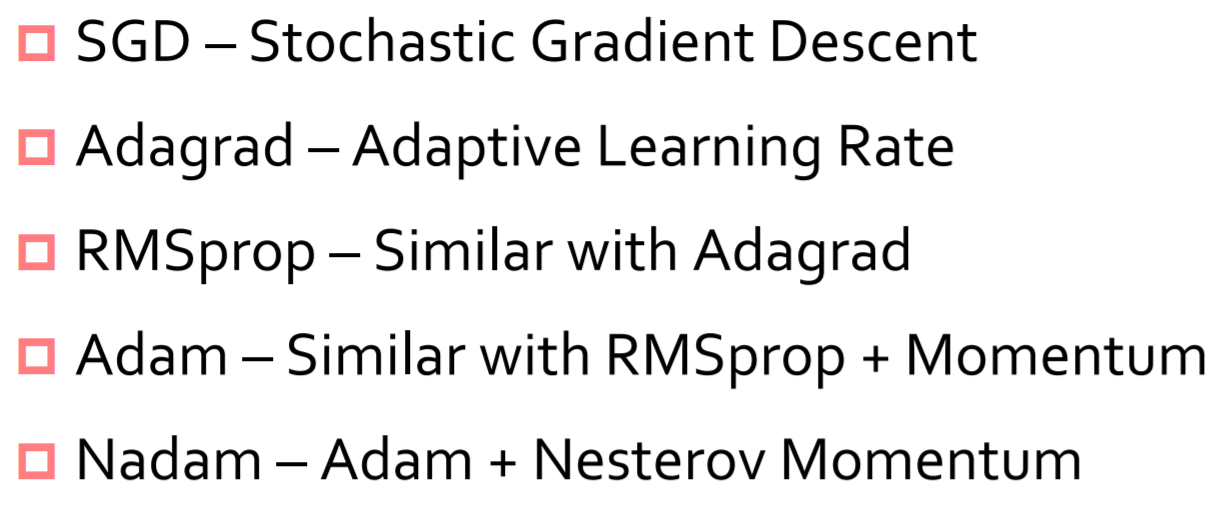 SGD – Stochastic Gradient Descent
Adagrad – Adaptive Learning Rate
RMSprop – Similar with Adagrad
Adam – Similar with RMSprop + Momentum
Nadam – Adam + Nesterov Momentum